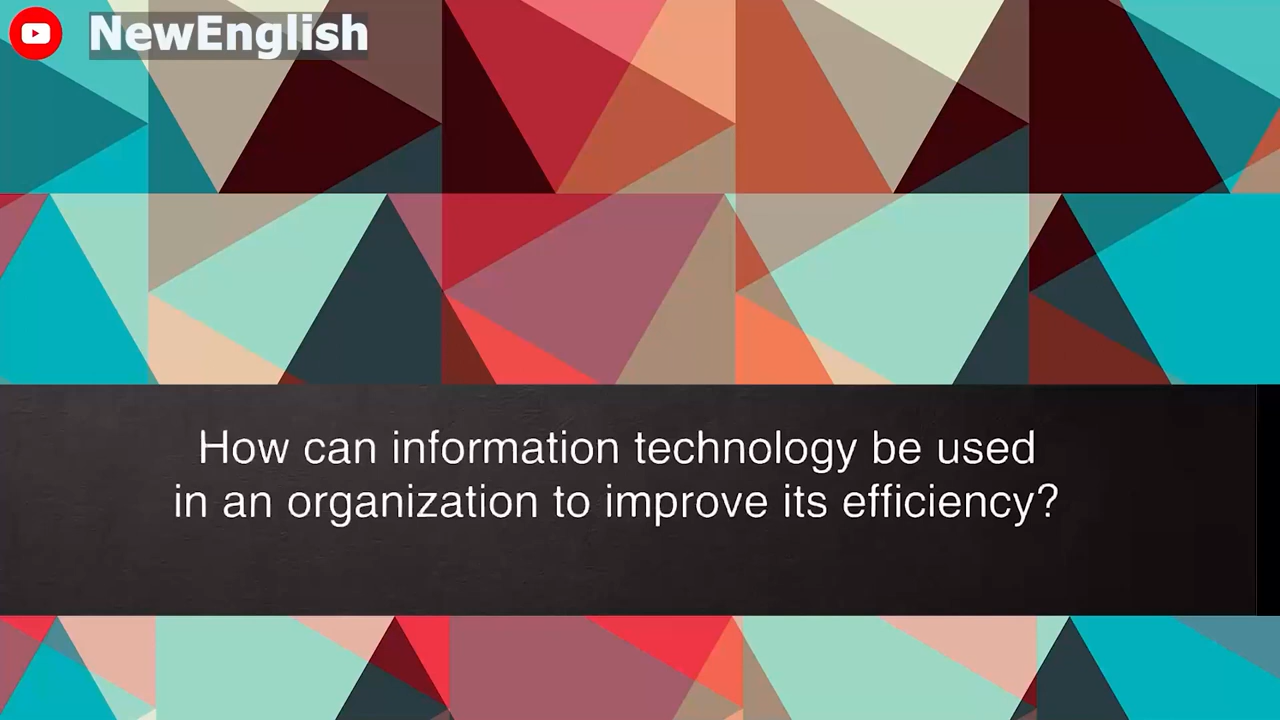 NewEnglish
How can information technology be used
in an organization to improve its efficiency?